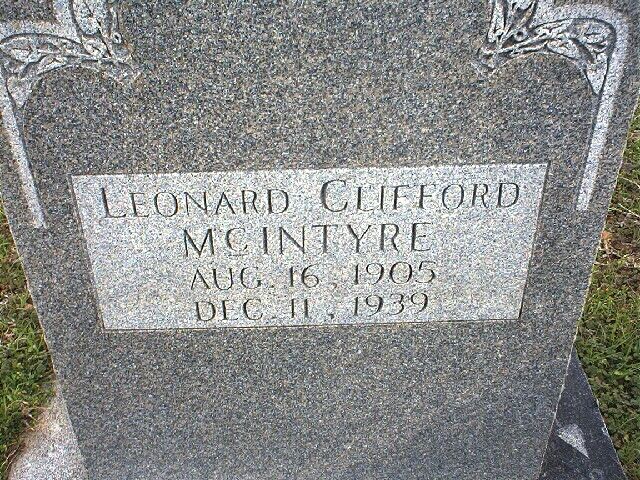 LEONARD CLIFFORD
MCINTYRE
AUG. 16, 1905
DEC. 11, 1939